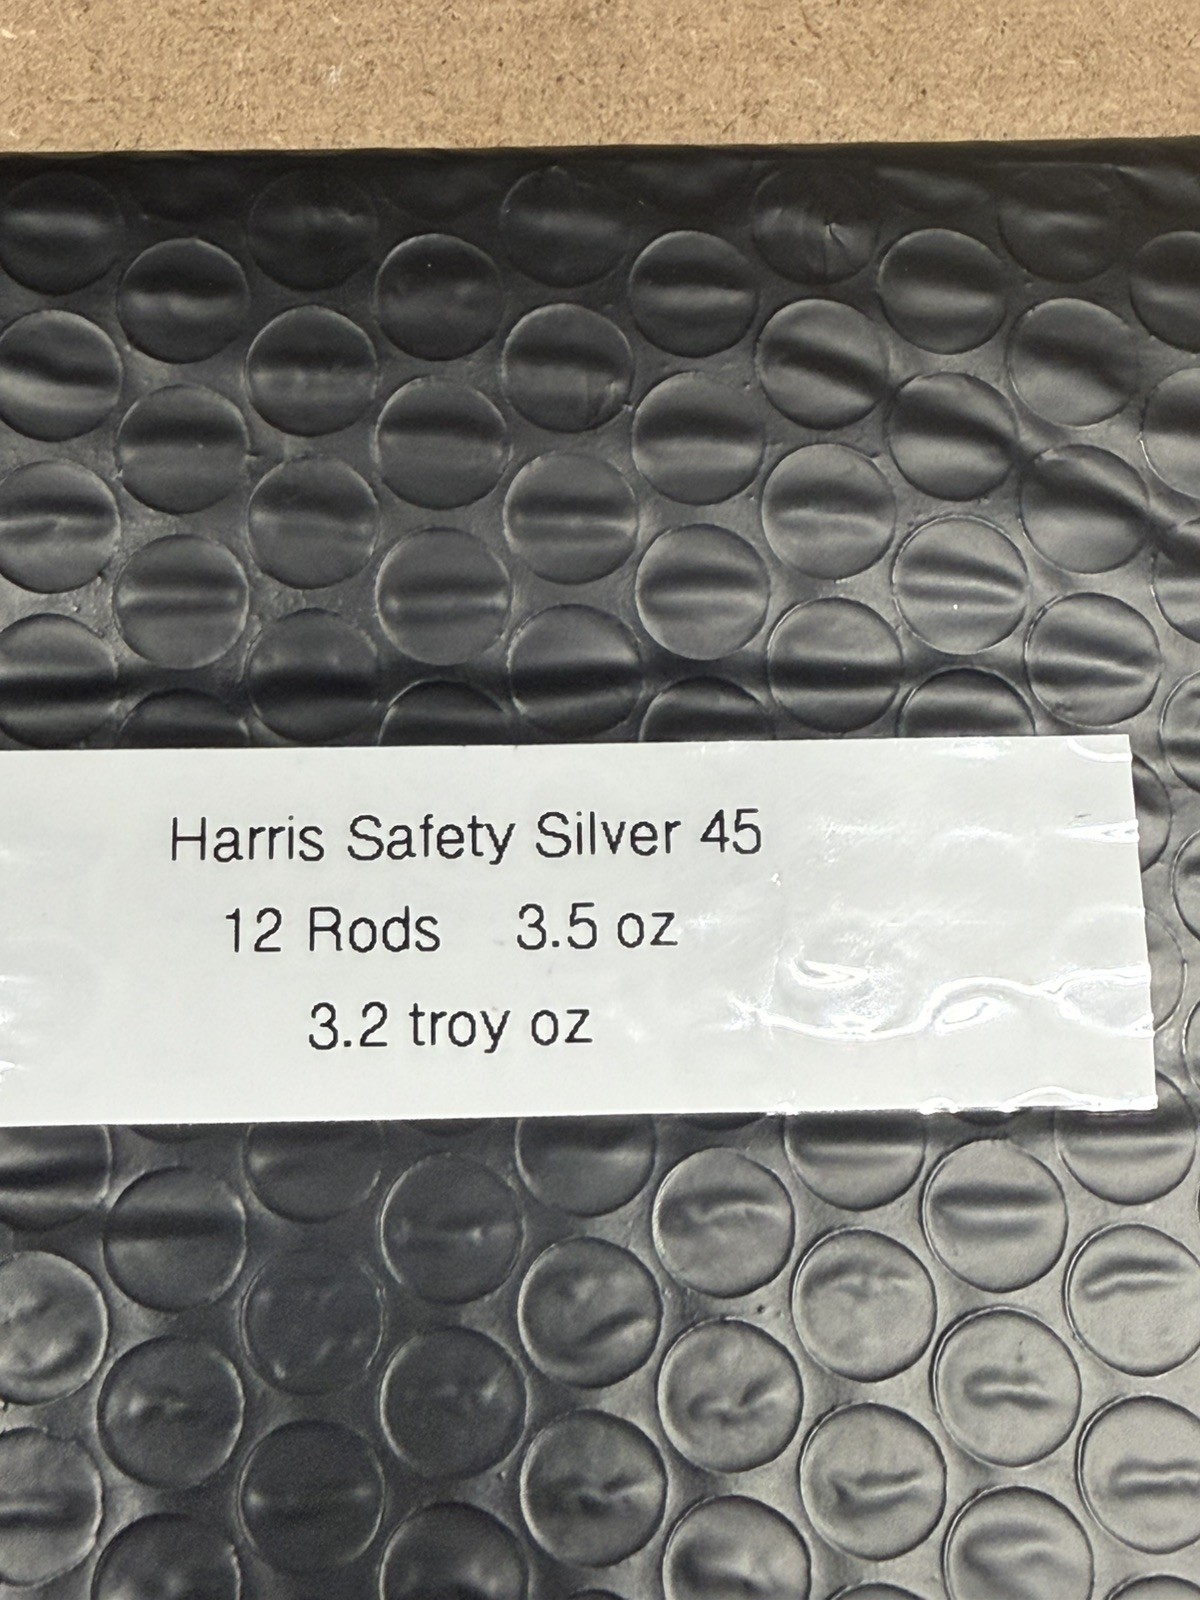 Harris Safety Silver 45
12 Rods 3.5 oz
3.2 troy oz